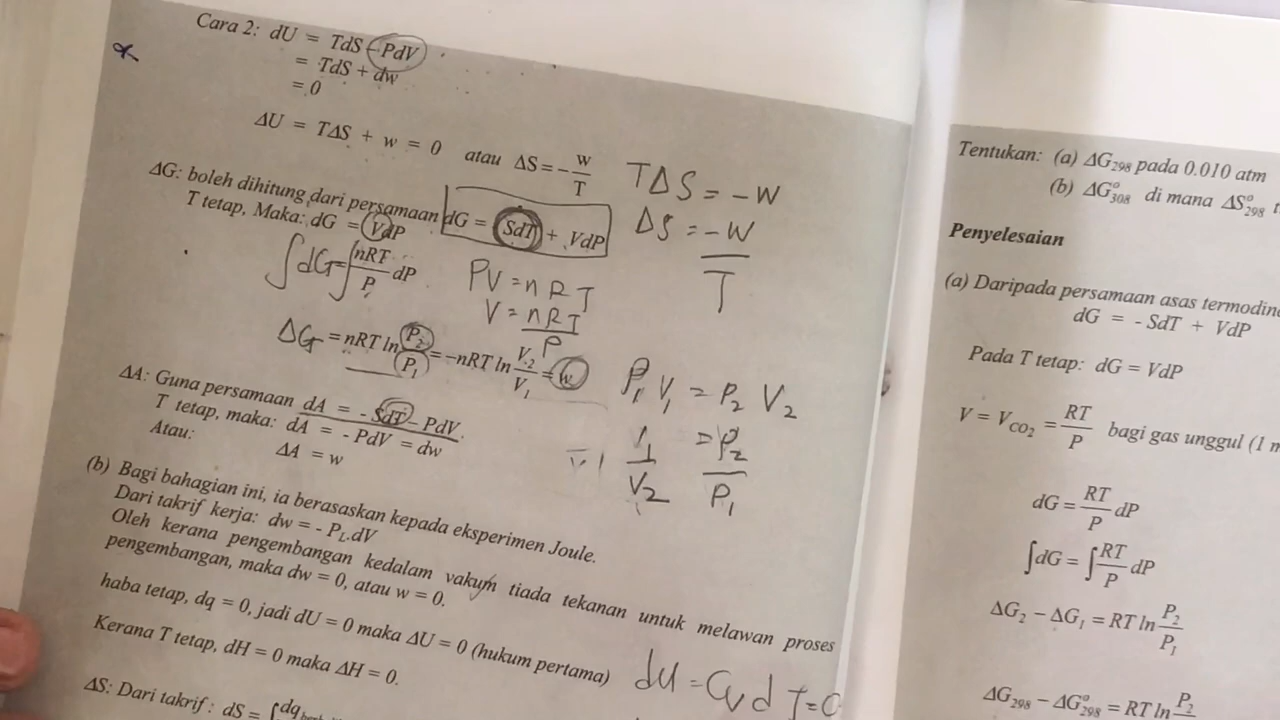 Cara 2: dU = TdS - PdV
= TdS + dw
= 0
ΔU = TΔS + w = 0 atau ΔS = - w/T
TΔS = -w
ΔS = -w/T
ΔG: boleh dihitung dari persamaan dG = SdT + VdP
T tetap, Maka: dG = VdP
∫dG = ∫ nRT/P dP
PV = nRT
V = nRT/P
ΔG = nRT ln P₂/P₁ = -nRT ln V₂/V₁ = w
P₁V₁ = P₂V₂
V₁/V₂ = P₂/P₁
ΔA: Guna persamaan dA = - SdT - PdV.
T tetap, maka: dA = - PdV = dw
Atau: ΔA = w
(b) Bagi bahagian ini, ia berasaskan kepada eksperimen Joule.
Dari takrif kerja: dw = - P_L.dV
Oleh kerana pengembangan kedalam vakum tiada tekanan untuk melawan proses
pengembangan, maka dw = 0, atau w = 0.
haba tetap, dq = 0, jadi dU = 0 maka ΔU = 0 (hukum pertama)
dU = CvdT = 0
Kerana T tetap, dH = 0 maka ΔH = 0.
ΔS: Dari takrif : dS = ∫dq
Tentukan: (a) ΔG₂₉₈ pada 0.010 atm
(b) ΔG°₃₀₈ di mana ΔS°₂₉₈
Penyelesaian
(a) Daripada persamaan asas
dG = - SdT + VdP
Pada T tetap: dG = VdP
V = V_CO₂ = RT/P bagi gas unggul (1
dG = RT/P dP
∫dG = ∫ RT/P dP
ΔG₂ – ΔG₁ = RT ln P₂/P₁
ΔG₂₉₈ – ΔG°₂₉₈ = RT ln P₂